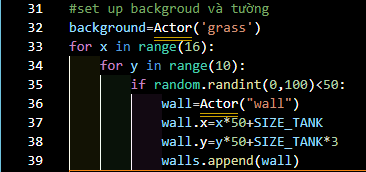 31 #set up backgroud và tường
32 background=Actor('grass')
33 for x in range(16):
34 for y in range(10):
35 if random.randint(0,100)<50:
36 wall=Actor("wall")
37 wall.x=x*50+SIZE_TANK
38 wall.y=y*50+SIZE_TANK*3
39 walls.append(wall)